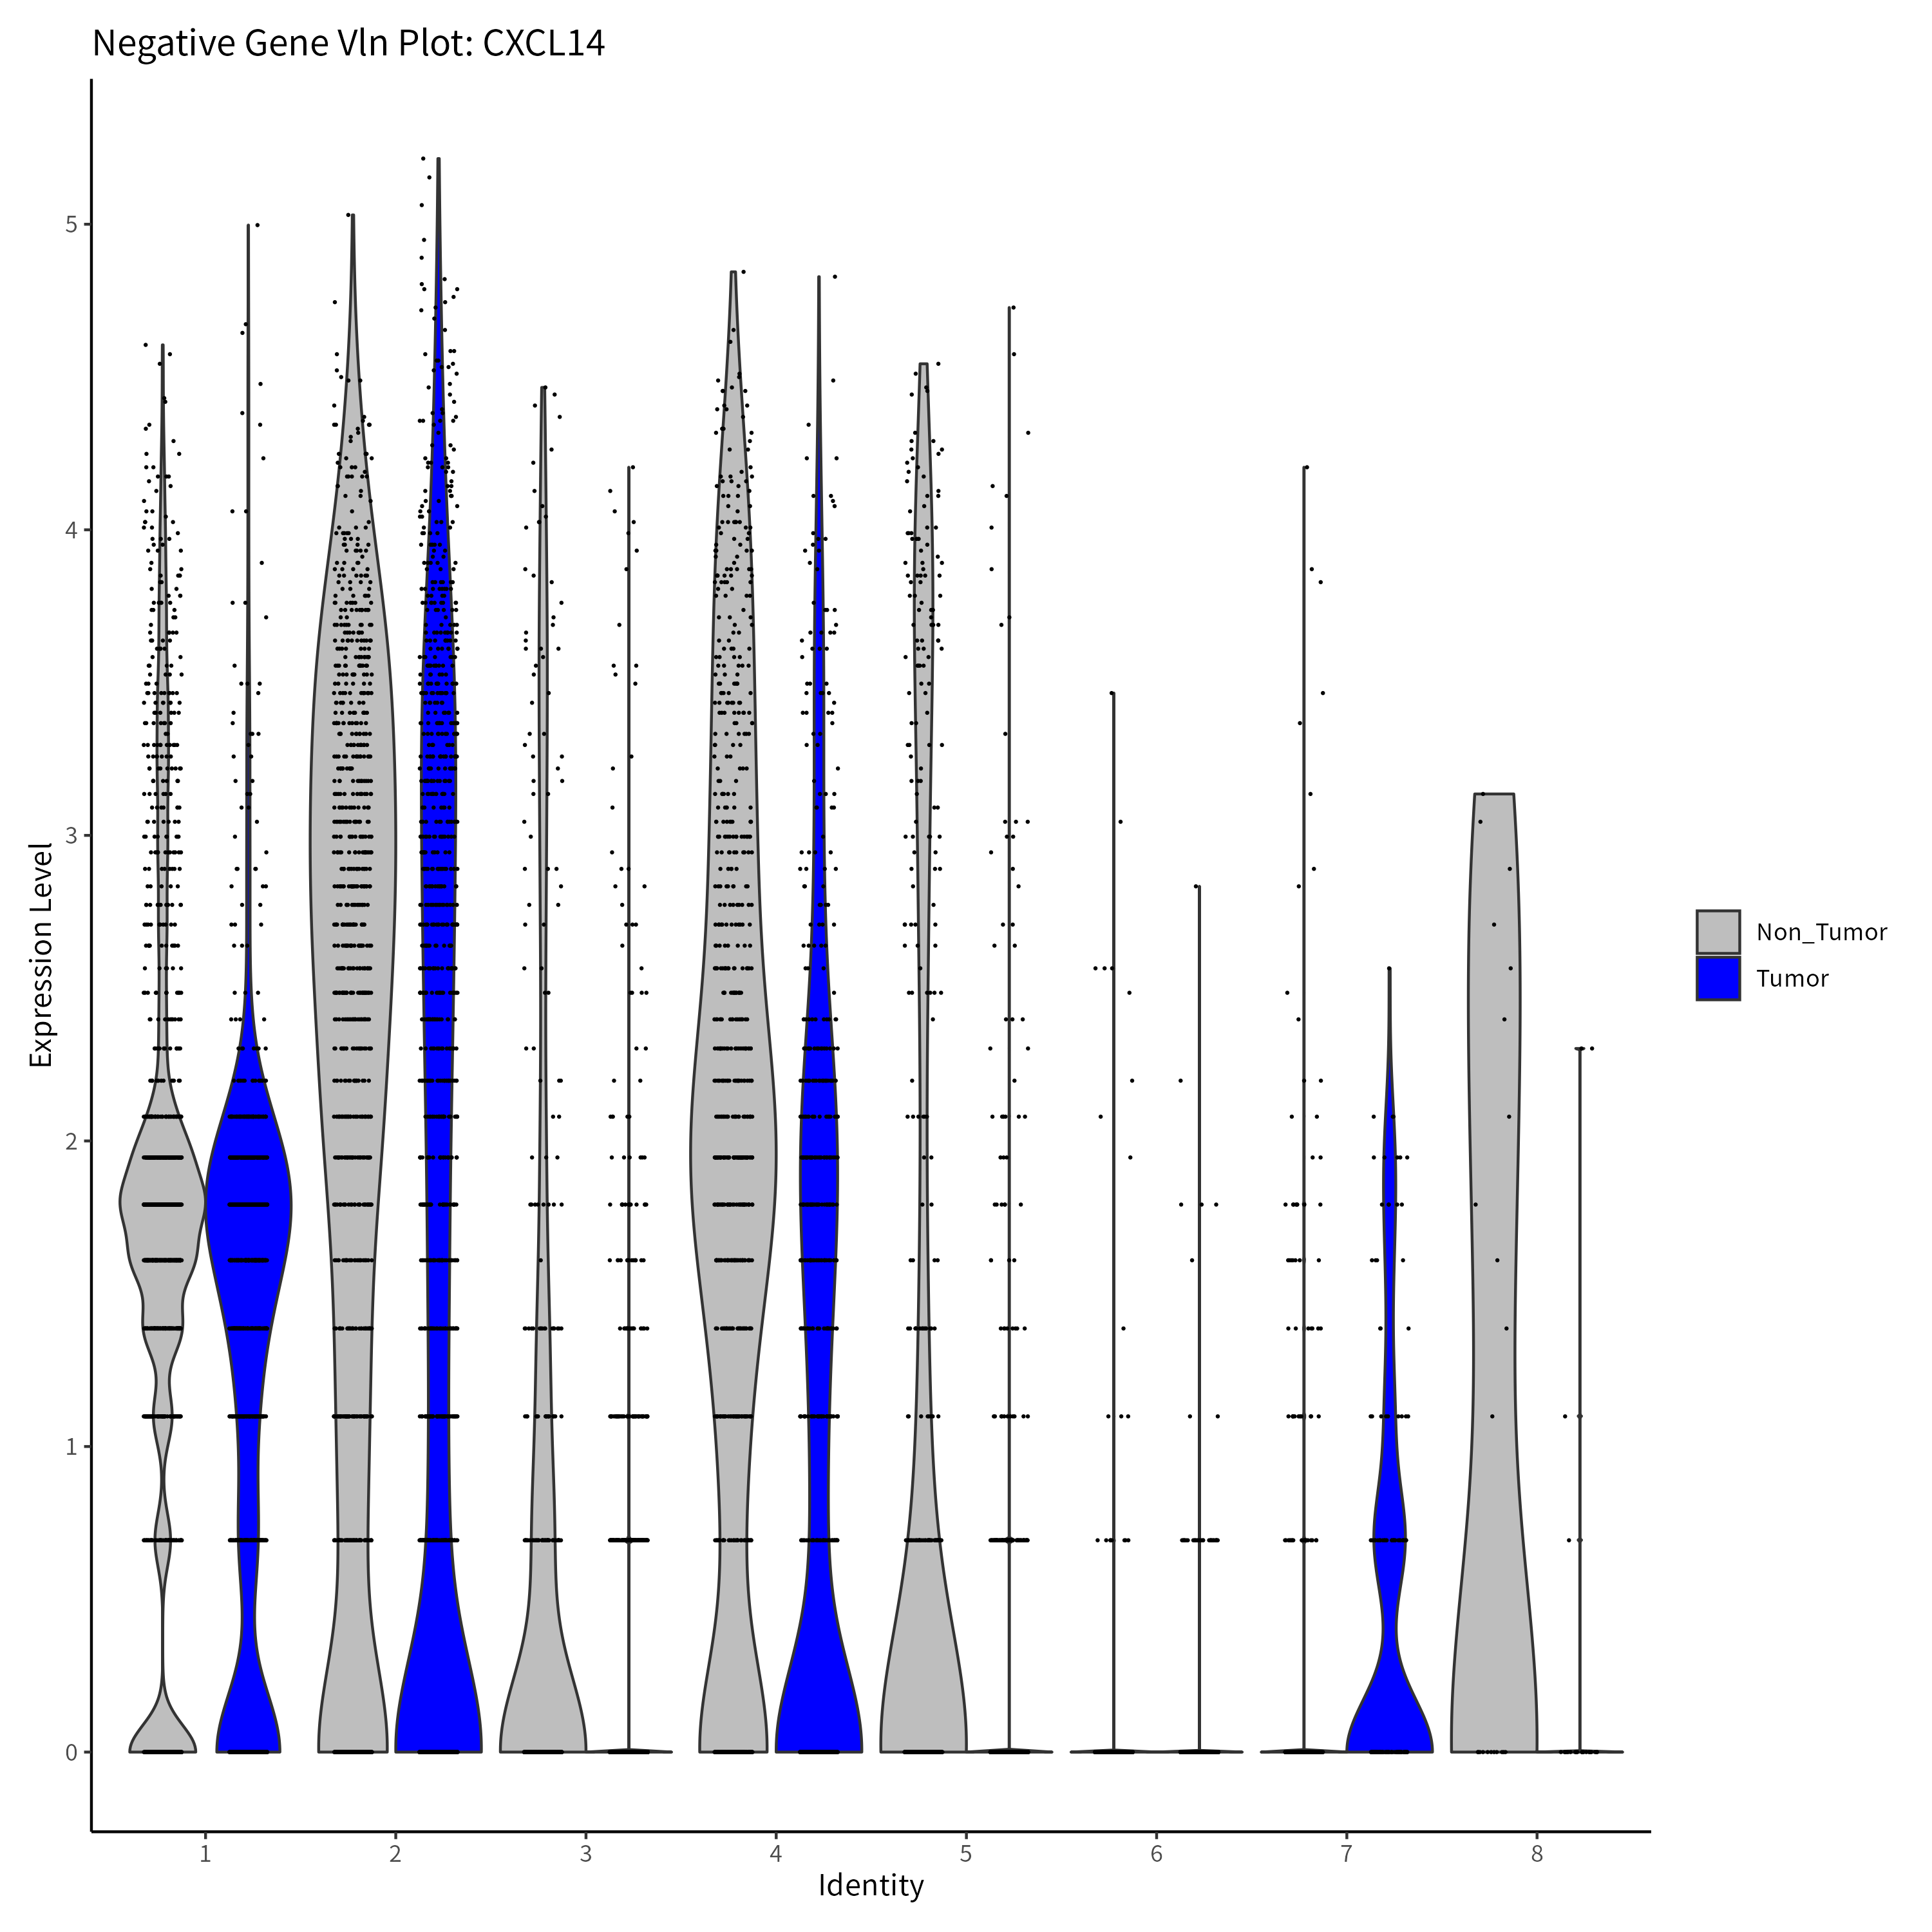 Negative Gene Vln Plot: CXCL14
5
4
3
2
1
0
Expression Level
1 2 3 4 5 6 7 8
Identity
Non_Tumor
Tumor